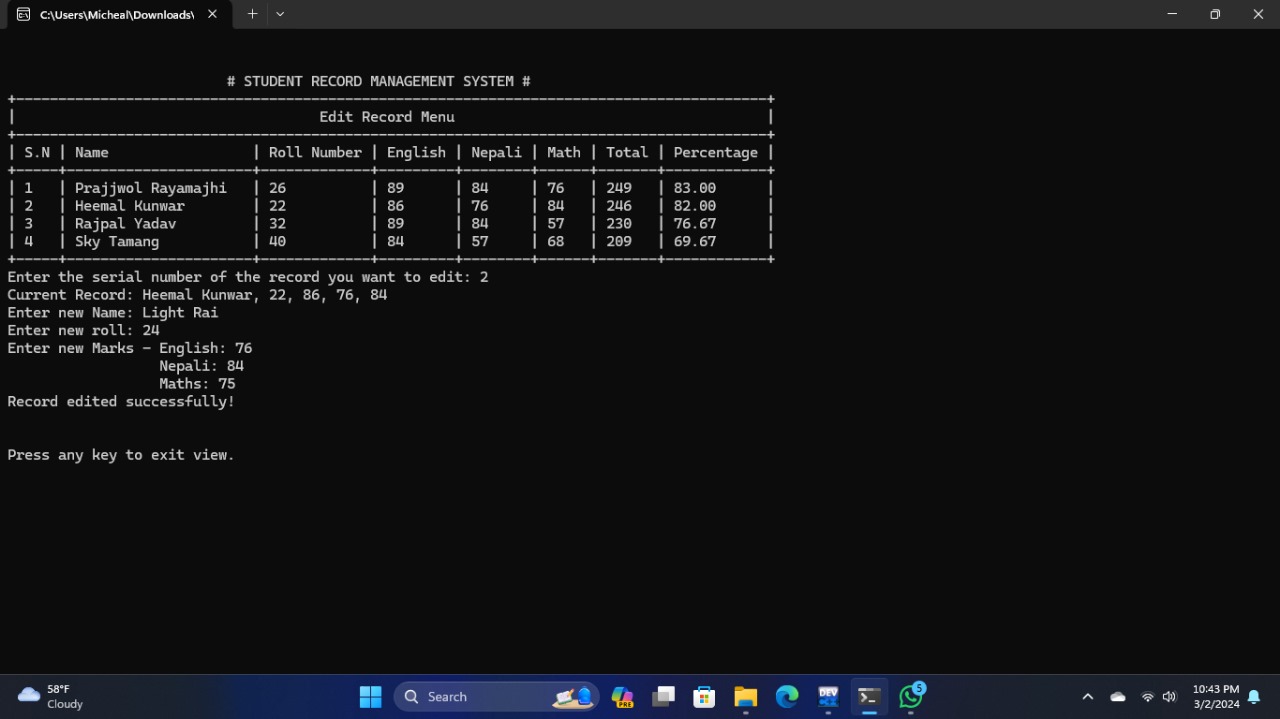 C:\Users\Micheal\Downloads\
# STUDENT RECORD MANAGEMENT SYSTEM #
Edit Record Menu
| S.N | Name | Roll Number | English | Nepali | Math | Total | Percentage |
| 1 | Prajjwol Rayamajhi | 26 | 89 | 84 | 76 | 249 | 83.00 |
| 2 | Heemal Kunwar | 22 | 86 | 76 | 84 | 246 | 82.00 |
| 3 | Rajpal Yadav | 32 | 89 | 84 | 57 | 230 | 76.67 |
| 4 | Sky Tamang | 40 | 84 | 57 | 68 | 209 | 69.67 |
Enter the serial number of the record you want to edit: 2
Current Record: Heemal Kunwar, 22, 86, 76, 84
Enter new Name: Light Rai
Enter new roll: 24
Enter new Marks - English: 76
Nepali: 84
Maths: 75
Record edited successfully!
Press any key to exit view.
58°F
Cloudy
Search
PRE
DEV
5
10:43 PM
3/2/2024